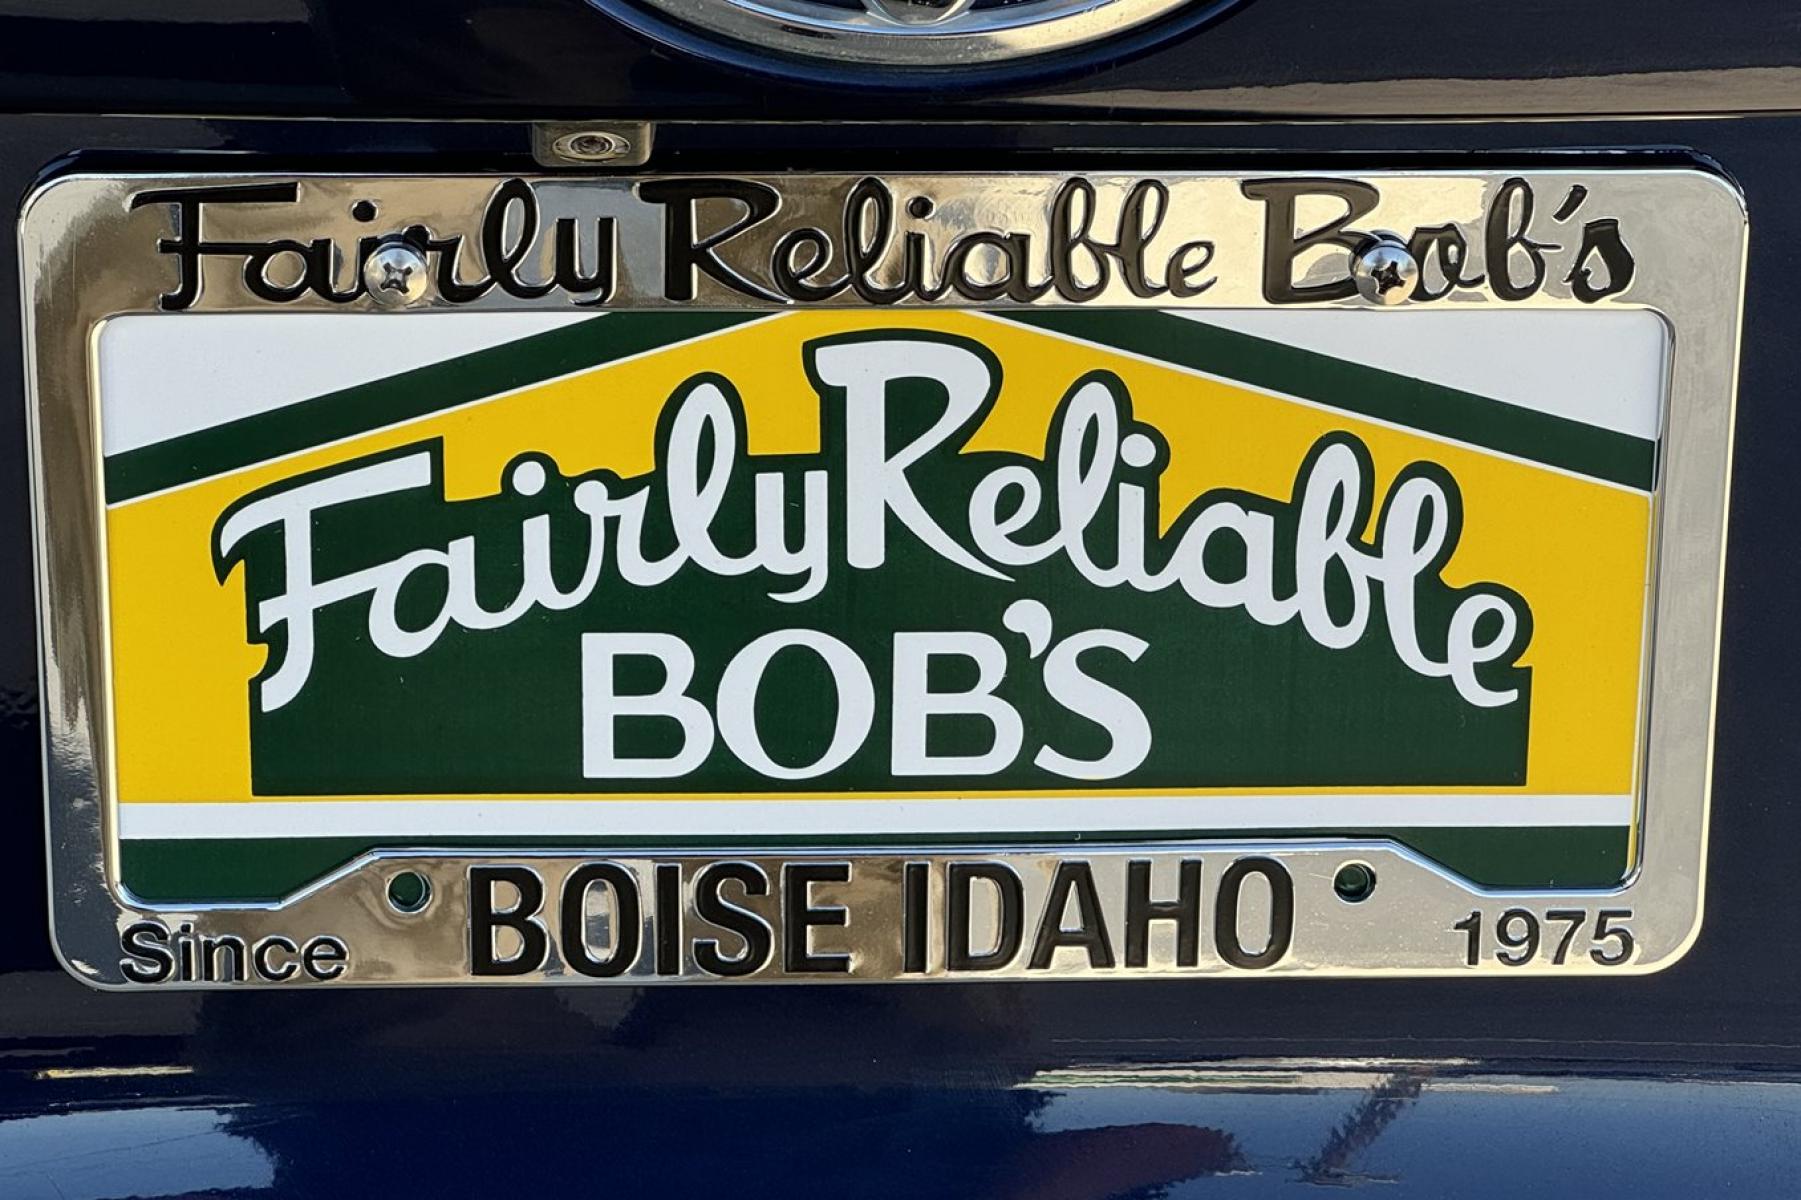 Fairly Reliable Bob's
Fairly Reliable
BOB'S
BOISE IDAHO
Since 1975